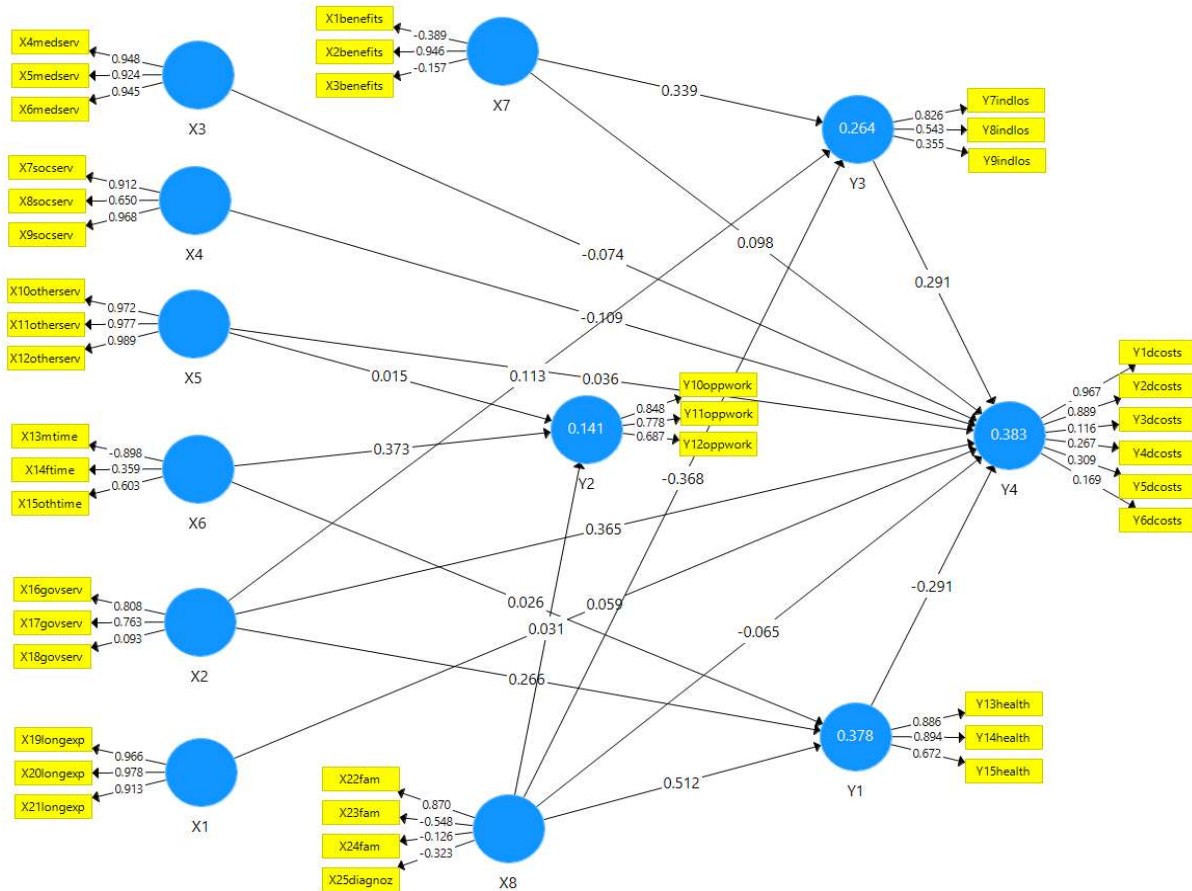 X4medserv
X5medserv
X6medserv
0.948
0.924
0.945
X3
X1benefits
X2benefits
X3benefits
-0.389
0.946
-0.157
X7
0.339
0.264
Y3
0.826
0.543
0.355
Y7indlos
Y8indlos
Y9indlos
X7socserv
X8socserv
X9socserv
0.912
0.650
0.968
X4
-0.074
0.098
0.291
X10otherserv
X11otherserv
X12otherserv
0.972
0.977
0.989
X5
-0.109
0.015
0.113
0.036
Y10oppwork
Y11oppwork
Y12oppwork
0.848
0.778
0.687
0.141
Y2
0.383
Y4
0.967
0.889
0.116
0.267
0.309
0.169
Y1dcosts
Y2dcosts
Y3dcosts
Y4dcosts
Y5dcosts
Y6dcosts
X13mtime
X14ftime
X15othtime
-0.898
0.359
0.603
X6
0.373
-0.368
0.365
X16govserv
X17govserv
X18govserv
0.808
0.763
0.093
X2
0.026
0.031
0.059
-0.065
-0.291
0.266
X19longexp
X20longexp
X21longexp
0.966
0.978
0.913
X1
0.378
Y1
0.886
0.894
0.672
Y13health
Y14health
Y15health
X22fam
X23fam
X24fam
X25diagnoz
0.870
-0.548
-0.126
-0.323
X8
0.512